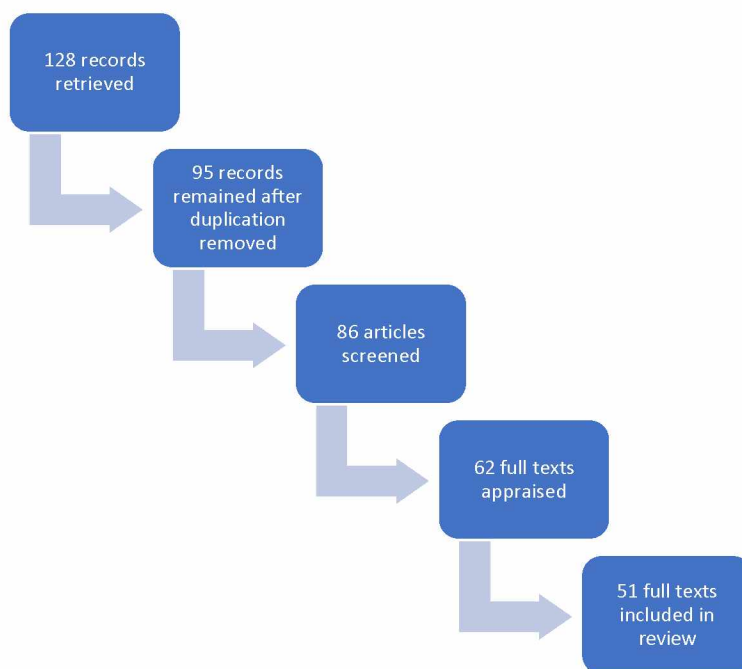 128 records
retrieved
95 records
remained after
duplication
removed
86 articles
screened
62 full texts
appraised
51 full texts
included in
review